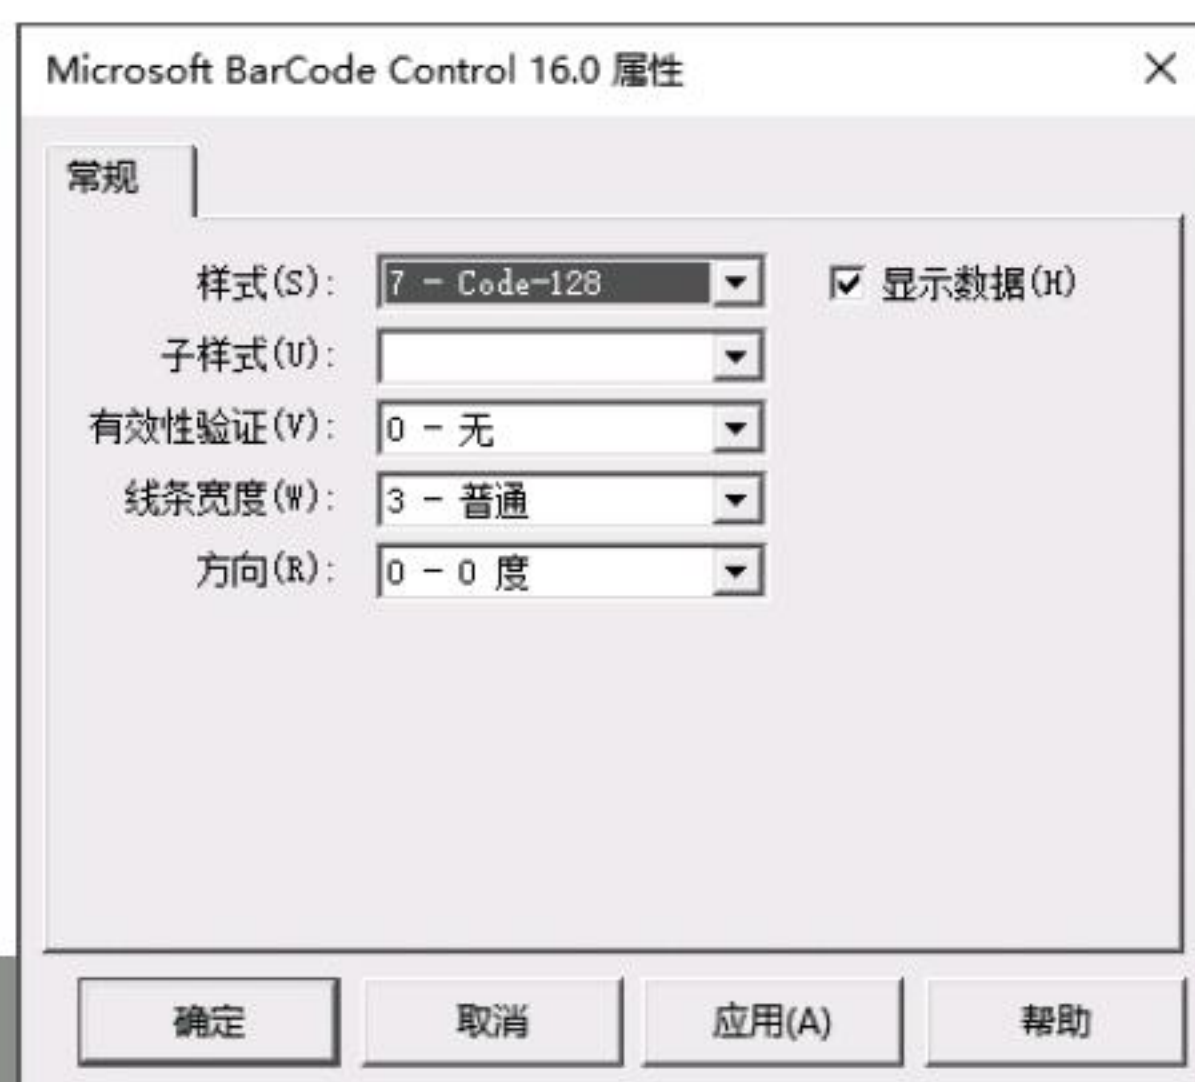 Microsoft BarCode Control 16.0 属性
常规
样式(S): 7 - Code-128 显示数据(H)
子样式(U):
有效性验证(V): 0 - 无
线条宽度(W): 3 - 普通
方向(R): 0 - 0 度
确定 取消 应用(A) 帮助